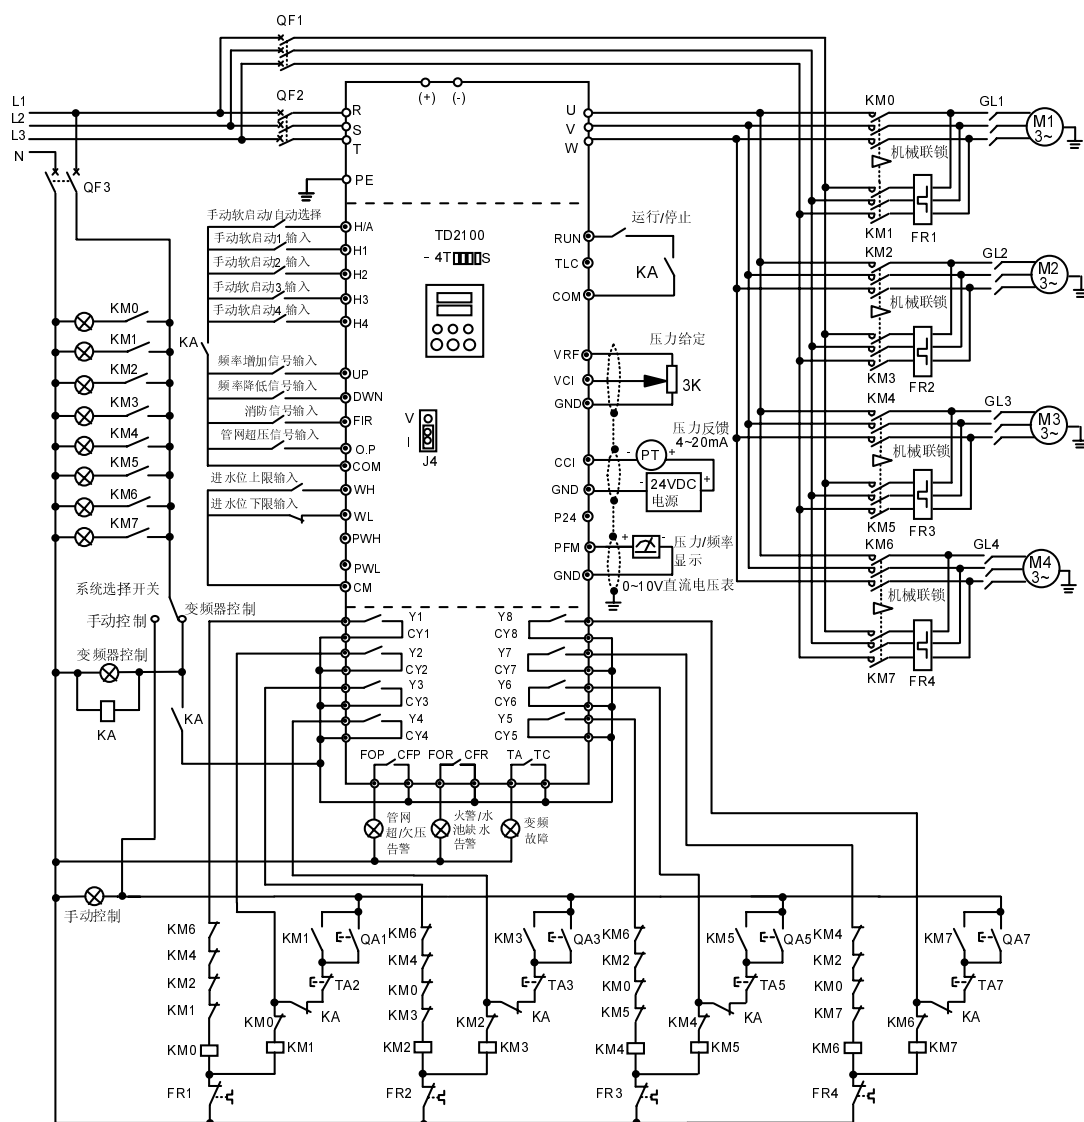 QF1
QF2
L1
L2
L3
N
QF3
(+) (-)
R
S
T
PE
U
V
W
KM0
GL1
M1
3~
机械联锁
KM1
FR1
手动软启动/自动选择
H/A
手动软启动1输入
H1
手动软启动2输入
H2
手动软启动3输入
H3
手动软启动4输入
H4
TD2100
-4T S
运行/停止
RUN
TLC
KA
COM
KM2
GL2
M2
3~
机械联锁
KM3
FR2
KM0
KM1
KM2
KM3
KM4
KM5
KM6
KM7
KA
频率增加信号输入
UP
频率降低信号输入
DWN
消防信号输入
FIR
管网超压信号输入
O.P
COM
进水位上限输入
WH
进水位下限输入
WL
PWH
PWL
CM
V
I
J4
压力给定
VRF
VCI
3K
GND
压力反馈
4~20mA
CCI
- PT +
GND
- 24VDC +
电源
P24
PFM
+ -
压力/频率
显示
GND
0~10V直流电压表
KM4
GL3
M3
3~
机械联锁
KM5
FR3
KM6
GL4
M4
3~
机械联锁
KM7
FR4
系统选择开关
手动控制
变频器控制
变频器控制
KA
KA
Y1
CY1
Y2
CY2
Y3
CY3
Y4
CY4
Y8
CY8
Y7
CY7
Y6
CY6
Y5
CY5
FOP CFP
FOR CFR
TA TC
管网
超/欠压
告警
火警/水
池缺水
告警
变频
故障
手动控制
KM6
KM4
KM2
KM1
KM0
FR1
KM1
QA1
TA2
KA
KM0
KM1
KM6
KM4
KM0
KM3
KM2
FR2
KM3
QA3
TA3
KA
KM2
KM3
KM6
KM2
KM0
KM5
KM4
FR3
KM5
QA5
TA5
KA
KM4
KM5
KM4
KM2
KM0
KM7
KM6
FR4
KM7
QA7
TA7
KA
KM6
KM7